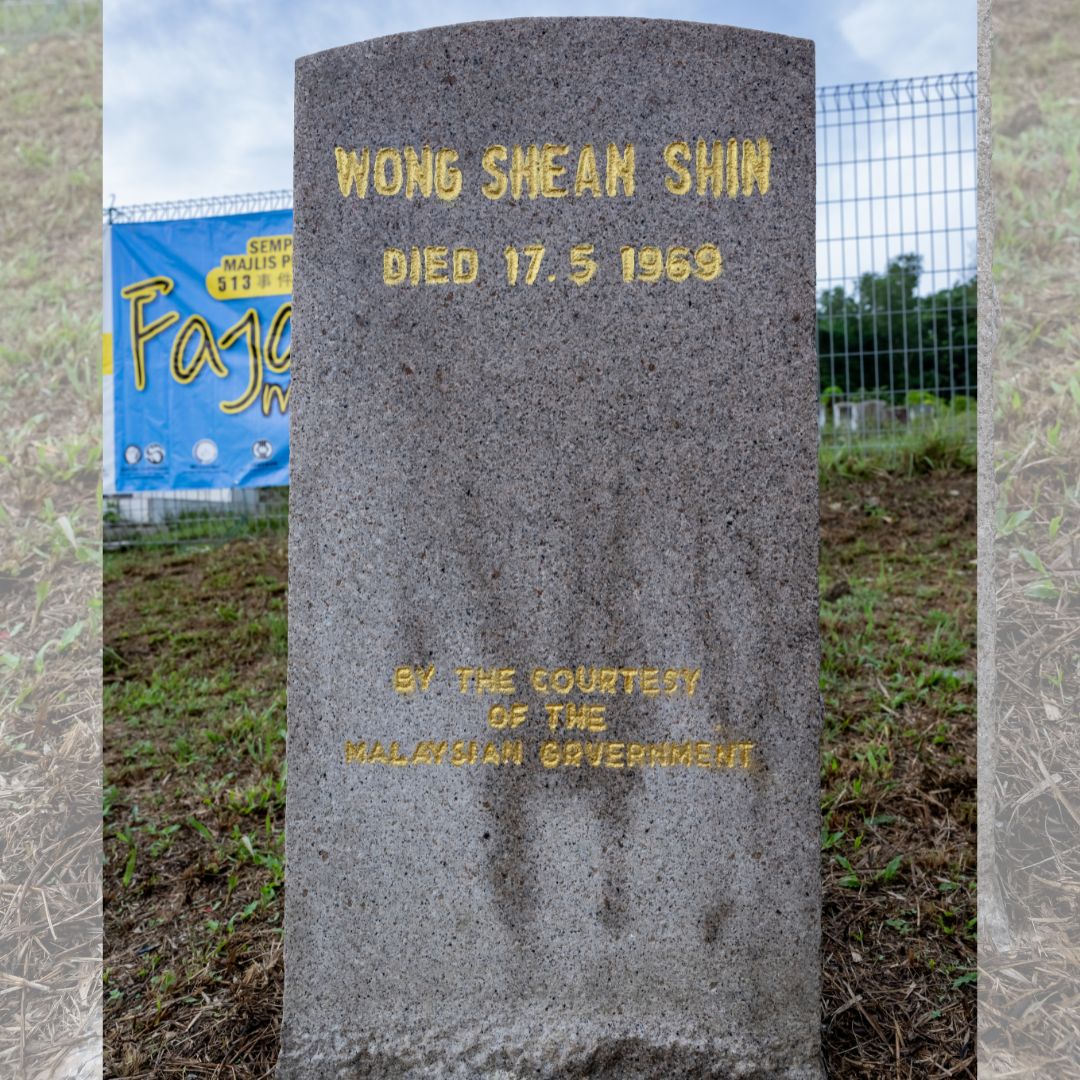 WONG SHEAN SHIN
DIED 17.5 1969
BY THE COURTESY
OF THE
MALAYSIAN GRVERNMENT
SEMP
MAJLIS P
513事件
Faja
m